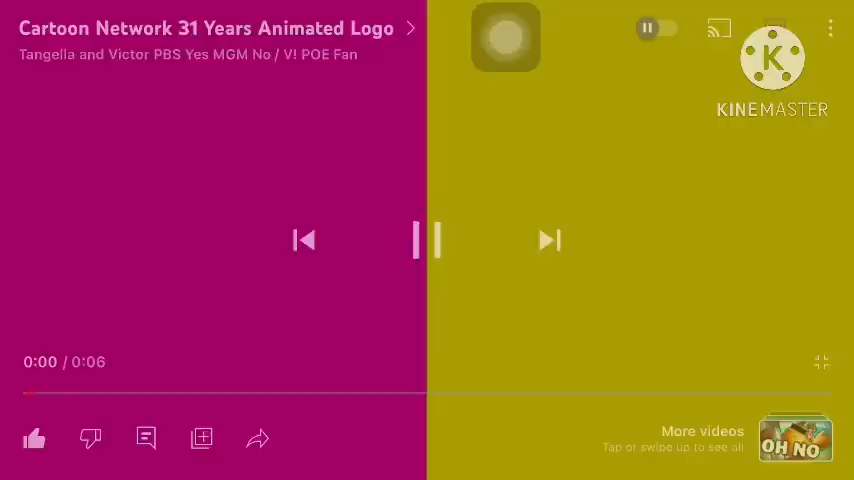 Cartoon Network 31 Years Animated Logo
Tangella and Victor PBS Yes MGM No / V! POE Fan
K
KINEMASTER
0:00 / 0:06
More videos
Tap or swipe up to see all
OH NO